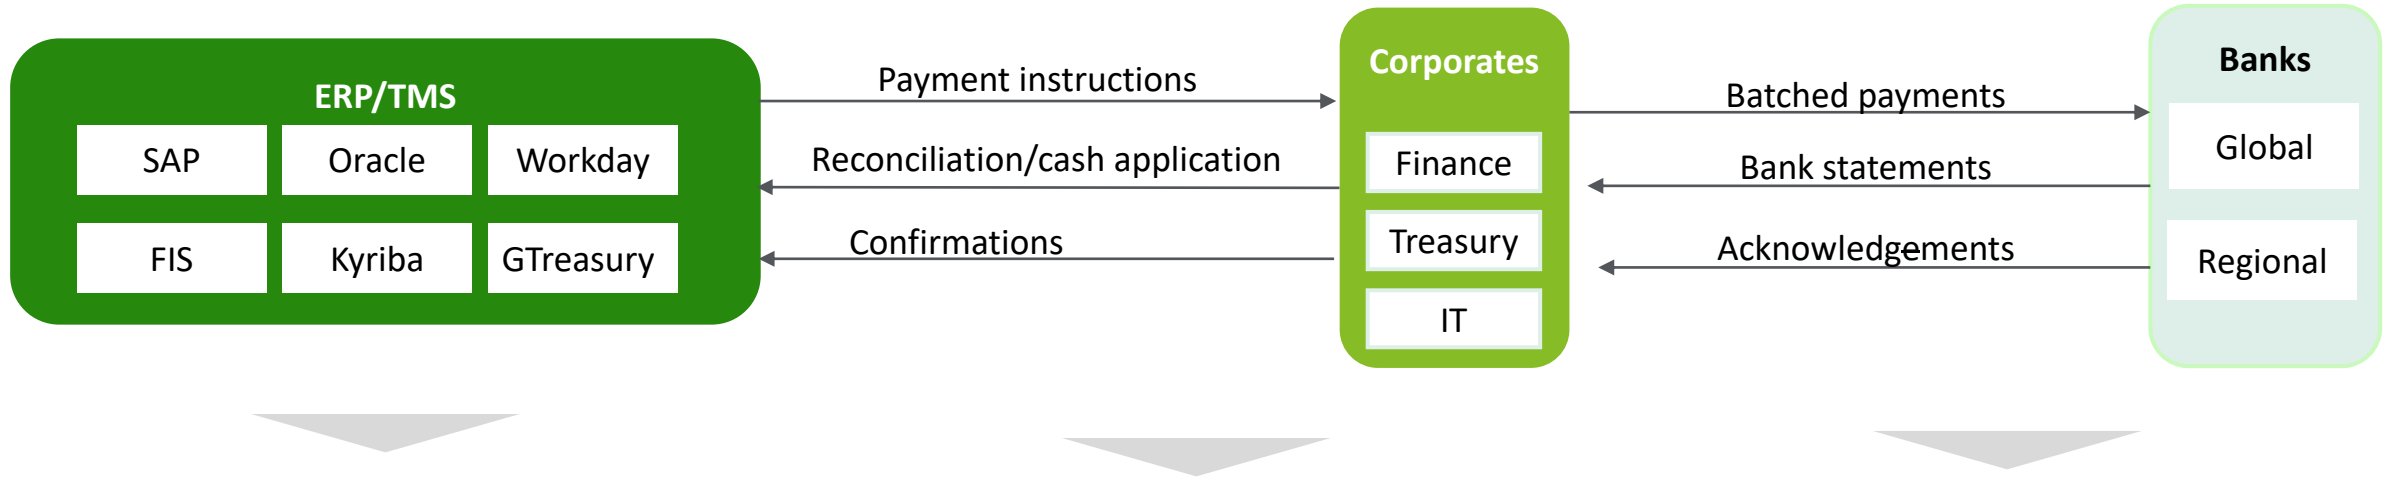 ERP/TMS
SAP
Oracle
Workday
FIS
Kyriba
GTreasury
Payment instructions
Reconciliation/cash application
Confirmations
Corporates
Finance
Treasury
IT
Batched payments
Bank statements
Acknowledgements
Banks
Global
Regional